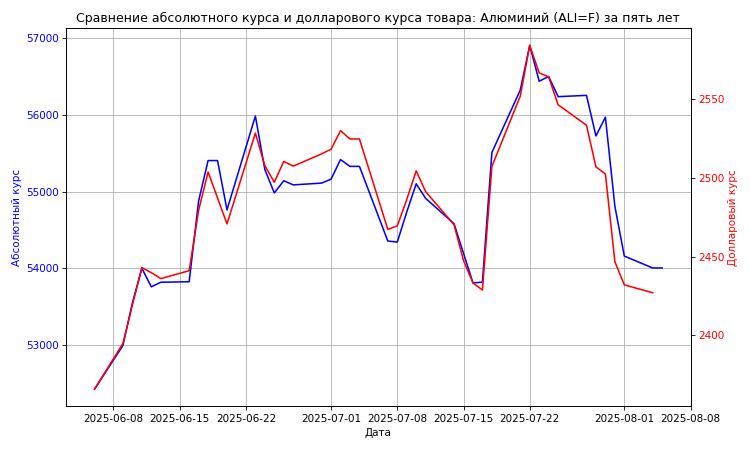 Сравнение абсолютного курса и долларового курса товара: Алюминий (ALI=F) за пять лет
57000
56000
55000
54000
53000
Абсолютный курс
2550
2500
2450
2400
Долларовый курс
2025-06-08 2025-06-15 2025-06-22 2025-07-01 2025-07-08 2025-07-15 2025-07-22 2025-08-01 2025-08-08
Дата